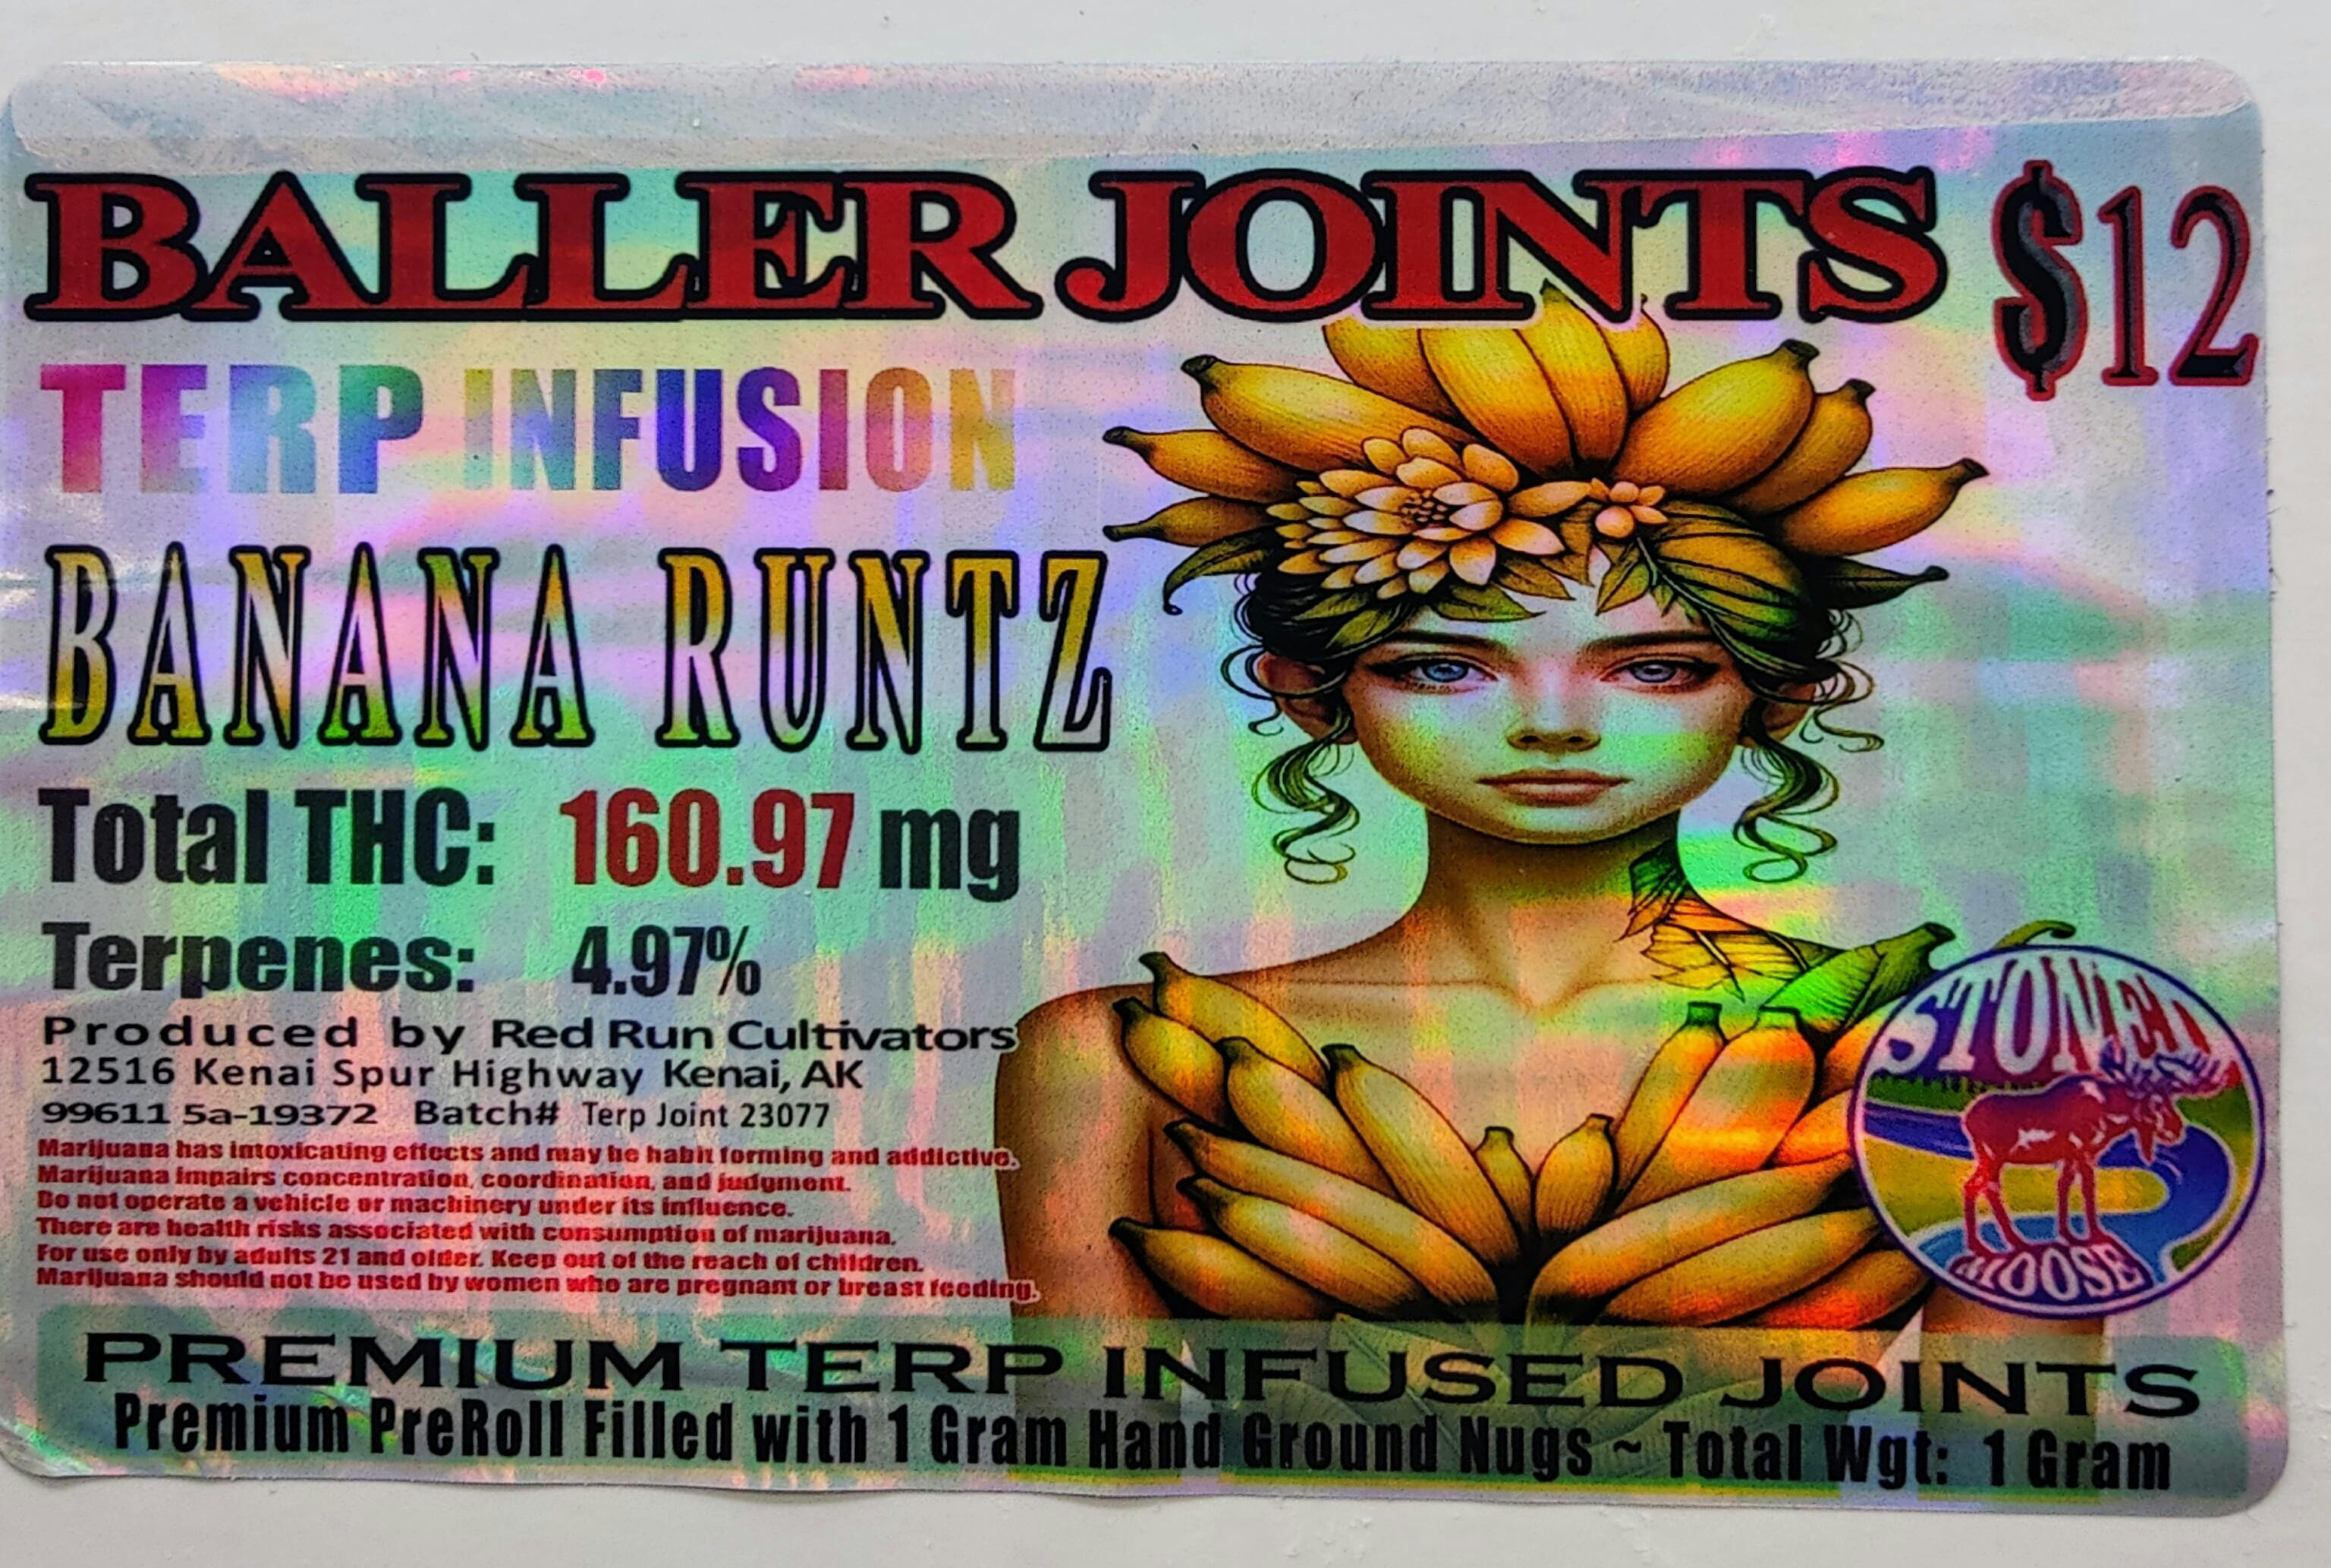 BALLER JOINTS $12
TERP INFUSION
BANANA RUNTZ
Total THC: 160.97 mg
Terpenes: 4.97%
Produced by Red Run Cultivators
12516 Kenai Spur Highway Kenai, AK
99611 5a-19372 Batch# Terp Joint 23077
Marijuana has intoxicating effects and may be habit forming and addictive.
Marijuana impairs concentration, coordination, and judgment.
Do not operate a vehicle or machinery under its influence.
There are health risks associated with consumption of marijuana.
For use only by adults 21 and older. Keep out of the reach of children.
Marijuana should not be used by women who are pregnant or breast feeding.
STONED
MOOSE
PREMIUM TERP INFUSED JOINTS
Premium PreRoll Filled with 1 Gram Hand Ground Nugs ~ Total Wgt: 1 Gram